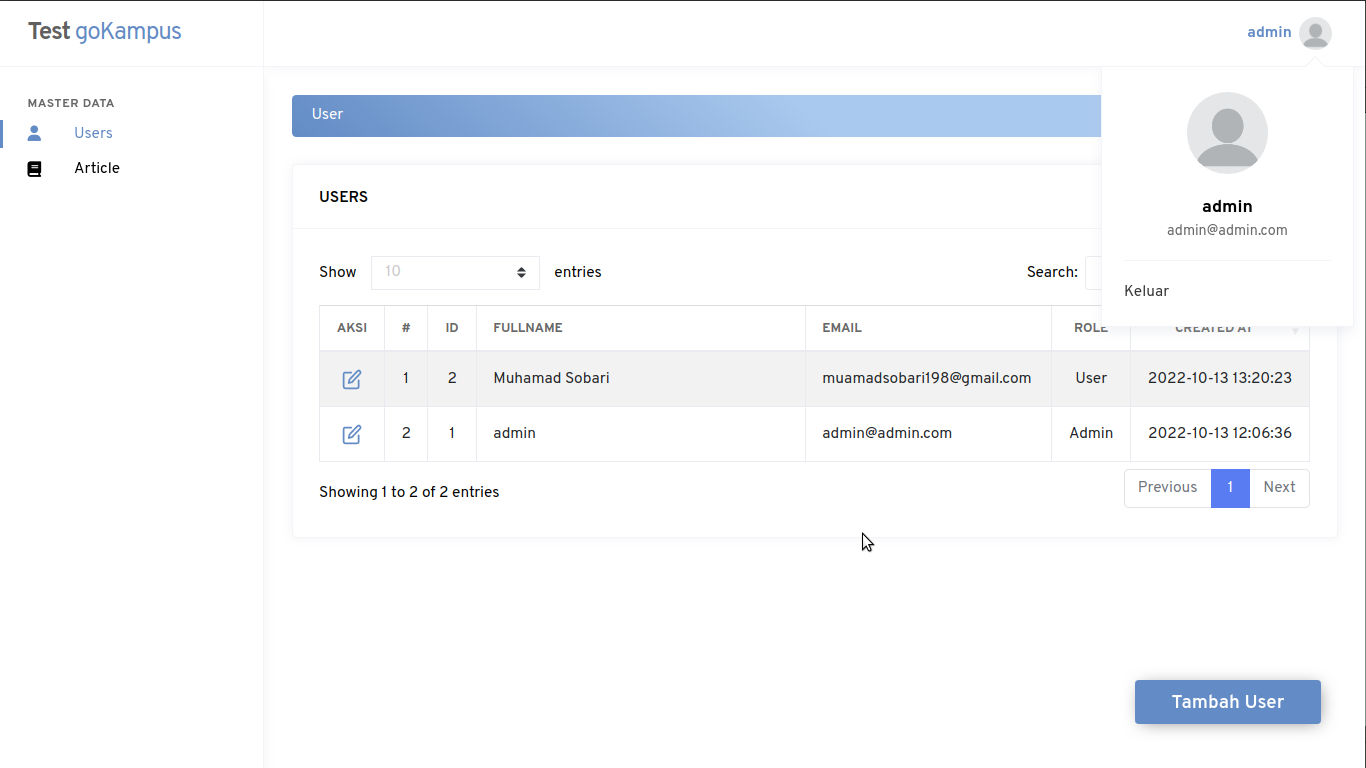 Test goKampus
admin
MASTER DATA
Users
Article
User
admin
admin@admin.com
Keluar
USERS
Show 10 entries
Search:
AKSI # ID FULLNAME EMAIL ROLE CREATED AT
1 2 Muhamad Sobari muamadsobari198@gmail.com User 2022-10-13 13:20:23
2 1 admin admin@admin.com Admin 2022-10-13 12:06:36
Showing 1 to 2 of 2 entries
Previous 1 Next
Tambah User